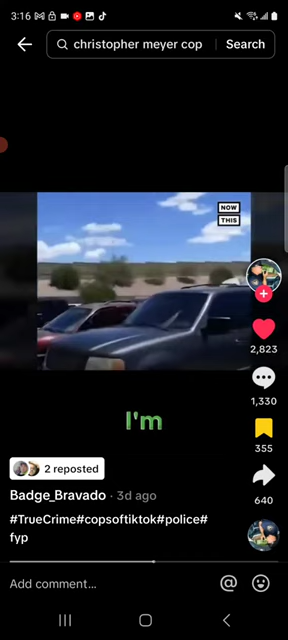 3:16
christopher meyer cop
Search
NOW
THIS
2,823
1,330
I'm
355
2 reposted
640
Badge_Bravado · 3d ago
#TrueCrime#copsoftiktok#police#
fyp
Add comment...